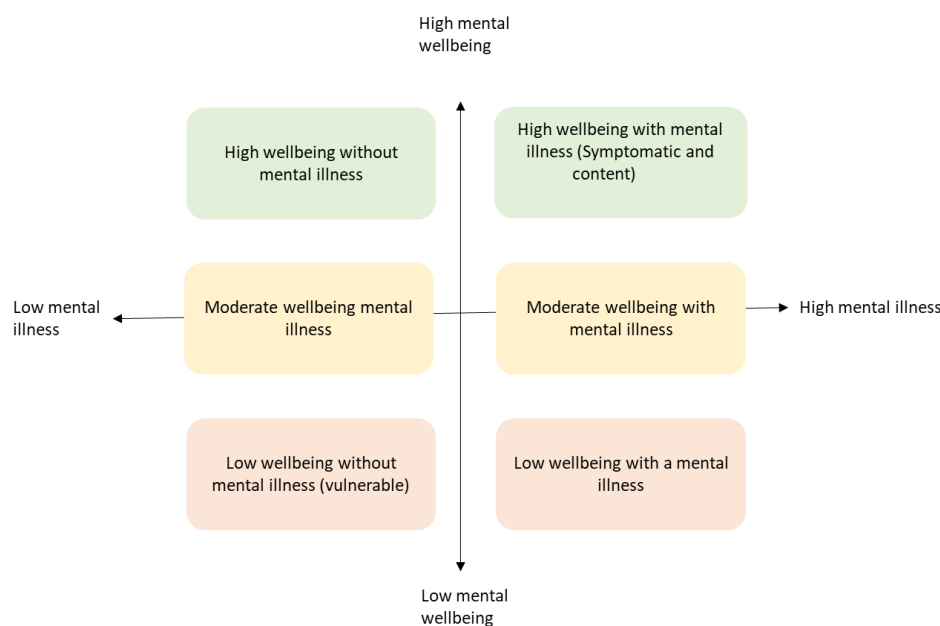 High mental
wellbeing
High wellbeing without
mental illness
High wellbeing with mental
illness (Symptomatic and
content)
Low mental
illness
Moderate wellbeing mental
illness
Moderate wellbeing with
mental illness
High mental illness
Low wellbeing without
mental illness (vulnerable)
Low wellbeing with a mental
illness
Low mental
wellbeing